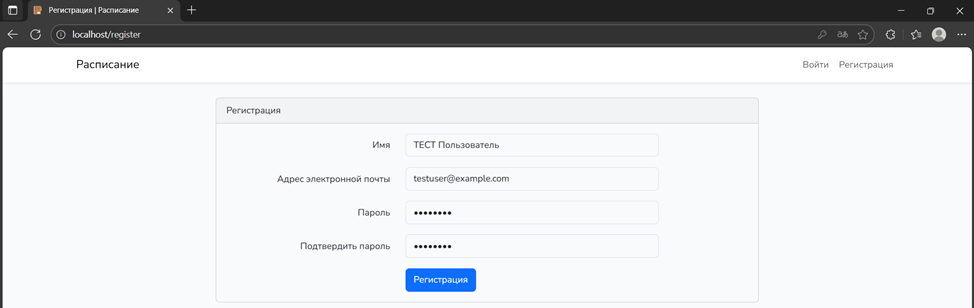 Регистрация | Расписание
localhost/register
Расписание
Войти Регистрация
Регистрация
Имя ТЕСТ Пользователь
Адрес электронной почты testuser@example.com
Пароль ••••••••
Подтвердить пароль ••••••••
Регистрация